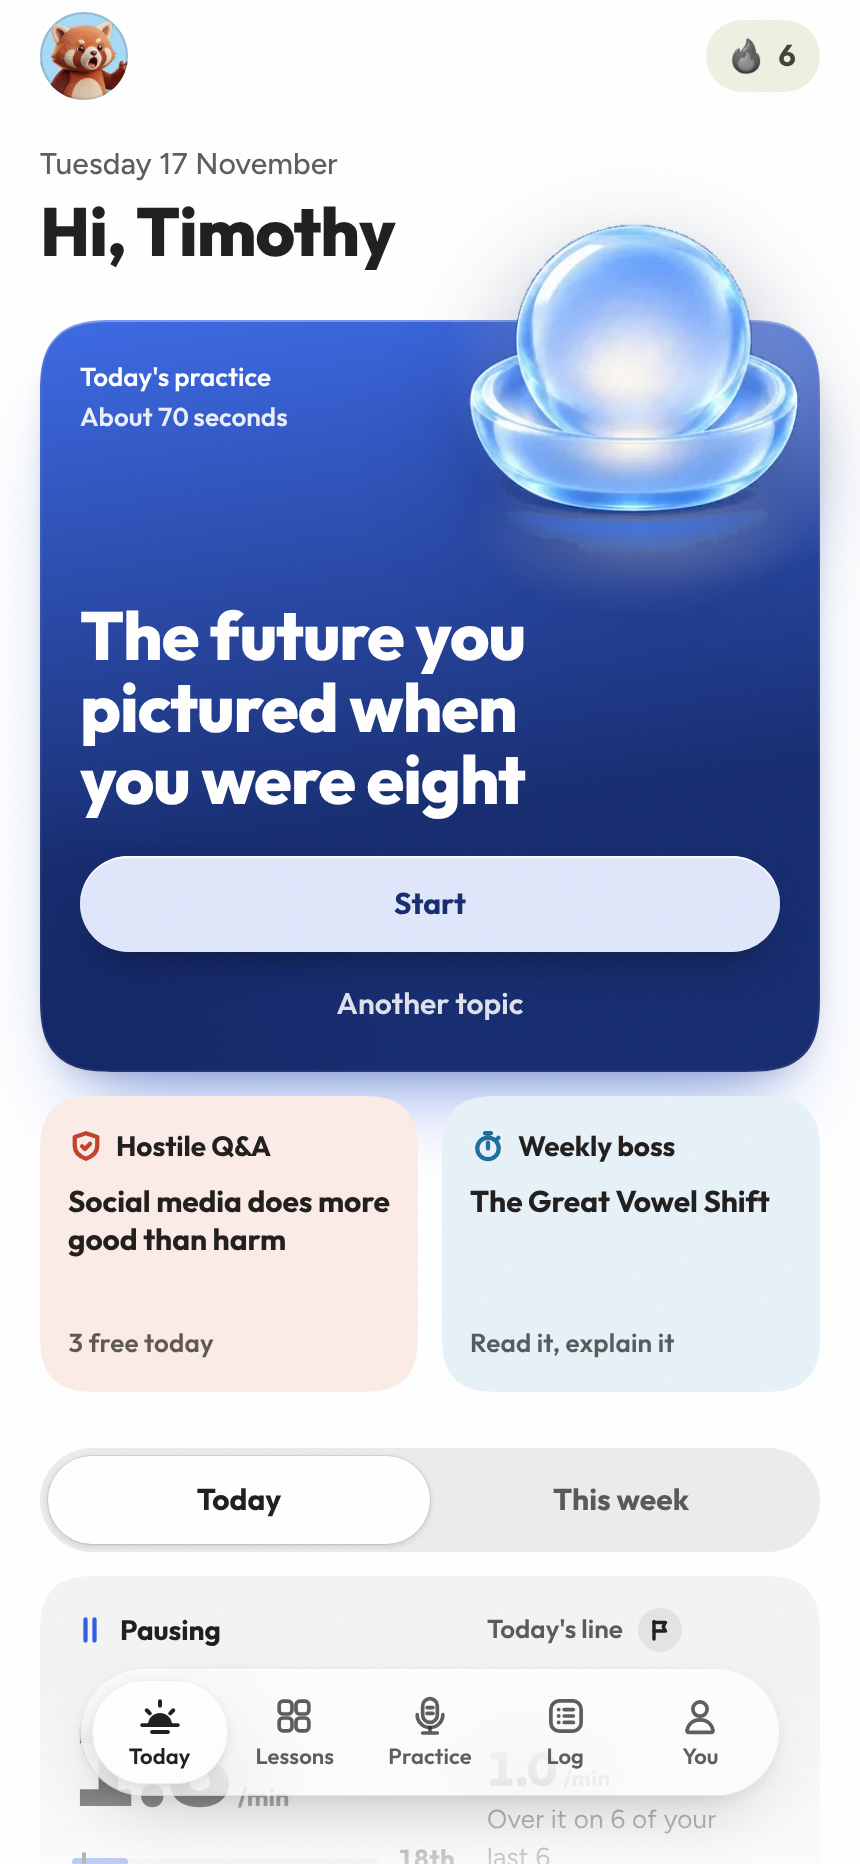 6
Tuesday 17 November
Hi, Timothy
Today's practice
About 70 seconds
The future you
pictured when
you were eight
Start
Another topic
Hostile Q&A
Social media does more
good than harm
3 free today
Weekly boss
The Great Vowel Shift
Read it, explain it
Today
This week
Pausing
Today's line
1.8 /min
1.0 /min
Over it on 6 of your
last 6.
18th
Today
Lessons
Practice
Log
You